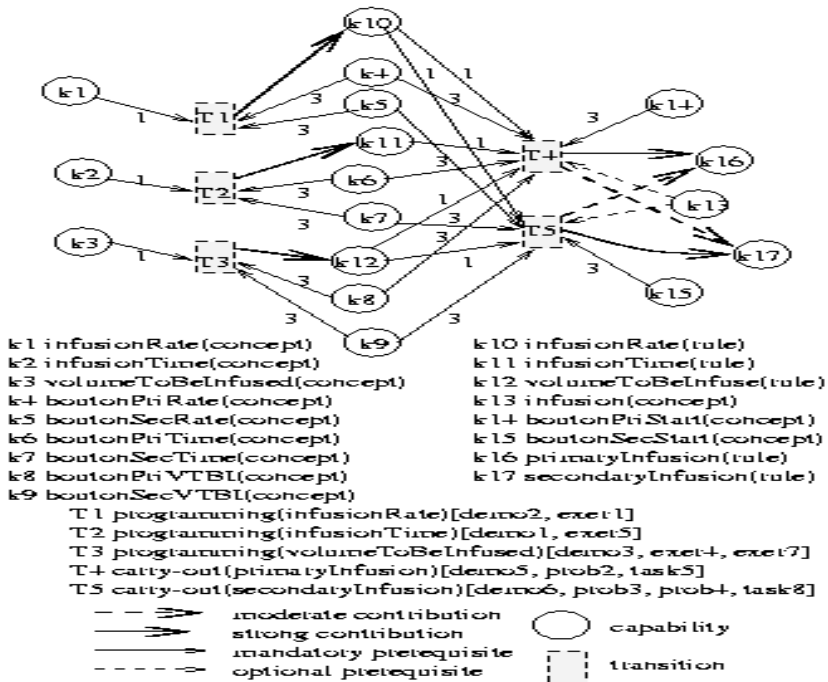 k10
k4
k1
k5
k14
T1
k11
T4
k16
k2
T2
k6
k13
k7
T5
k3
T3
k12
k17
k8
k15
k9
1
1
1
3
3
3
3
1
1
3
3
1
3
3
3
1
3
1
3
3
3
3
k1 infusionRate(concept)
k2 infusionTime(concept)
k3 volumeToBeInfused(concept)
k4 boutonPriRate(concept)
k5 boutonSecRate(concept)
k6 boutonPriTime(concept)
k7 boutonSecTime(concept)
k8 boutonPriVTBI(concept)
k9 boutonSecVTBI(concept)
k10 infusionRate(rule)
k11 infusionTime(rule)
k12 volumeToBeInfuse(rule)
k13 infusion(concept)
k14 boutonPriStart(concept)
k15 boutonSecStart(concept)
k16 primaryInfusion(rule)
k17 secondaryInfusion(rule)
T1 programming(infusionRate)[demo2, exer1]
T2 programming(infusionTime)[demo1, exer5]
T3 programming(volumeToBeInfused)[demo3, exer4, exer7]
T4 carry-out(primaryInfusion)[demo5, prob2, task5]
T5 carry-out(secondaryInfusion)[demo6, prob3, prob4, task8]
moderate contribution
strong contribution
mandatory prerequisite
optional prerequisite
capability
transition